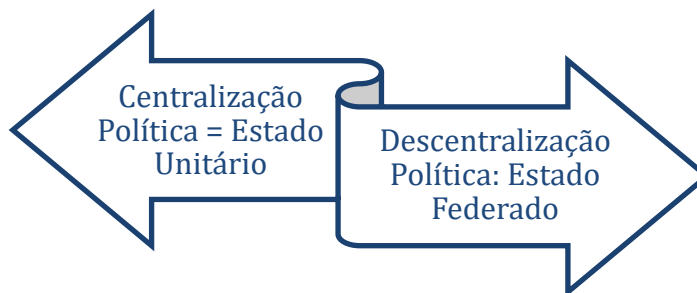 Centralização
Política = Estado
Unitário
Descentralização
Política: Estado
Federado